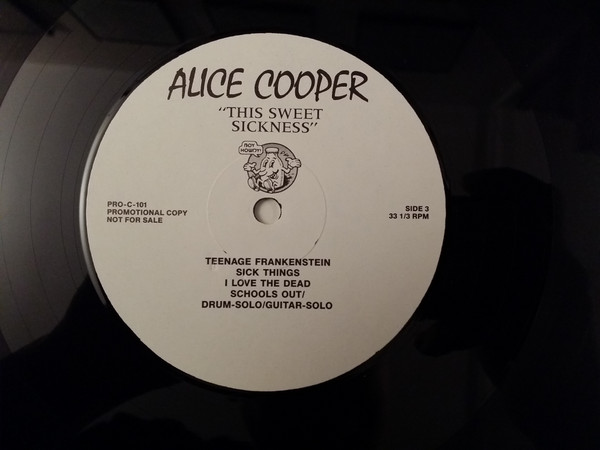 ALICE COOPER
"THIS SWEET
SICKNESS"
BOY
HOWDY!
PRO-C-101
PROMOTIONAL COPY
NOT FOR SALE
SIDE 3
33 1/3 RPM
TEENAGE FRANKENSTEIN
SICK THINGS
I LOVE THE DEAD
SCHOOLS OUT/
DRUM-SOLO/GUITAR-SOLO